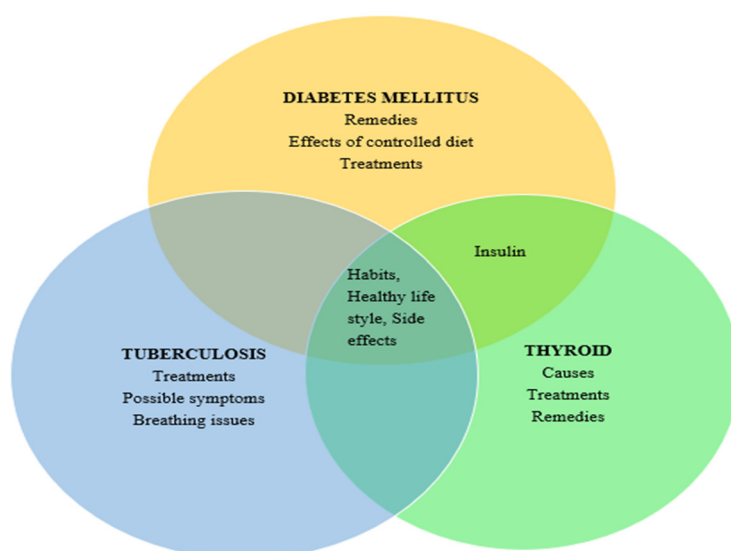 DIABETES MELLITUS
Remedies
Effects of controlled diet
Treatments
Insulin
Habits,
Healthy life
style, Side
effects
TUBERCULOSIS
Treatments
Possible symptoms
Breathing issues
THYROID
Causes
Treatments
Remedies